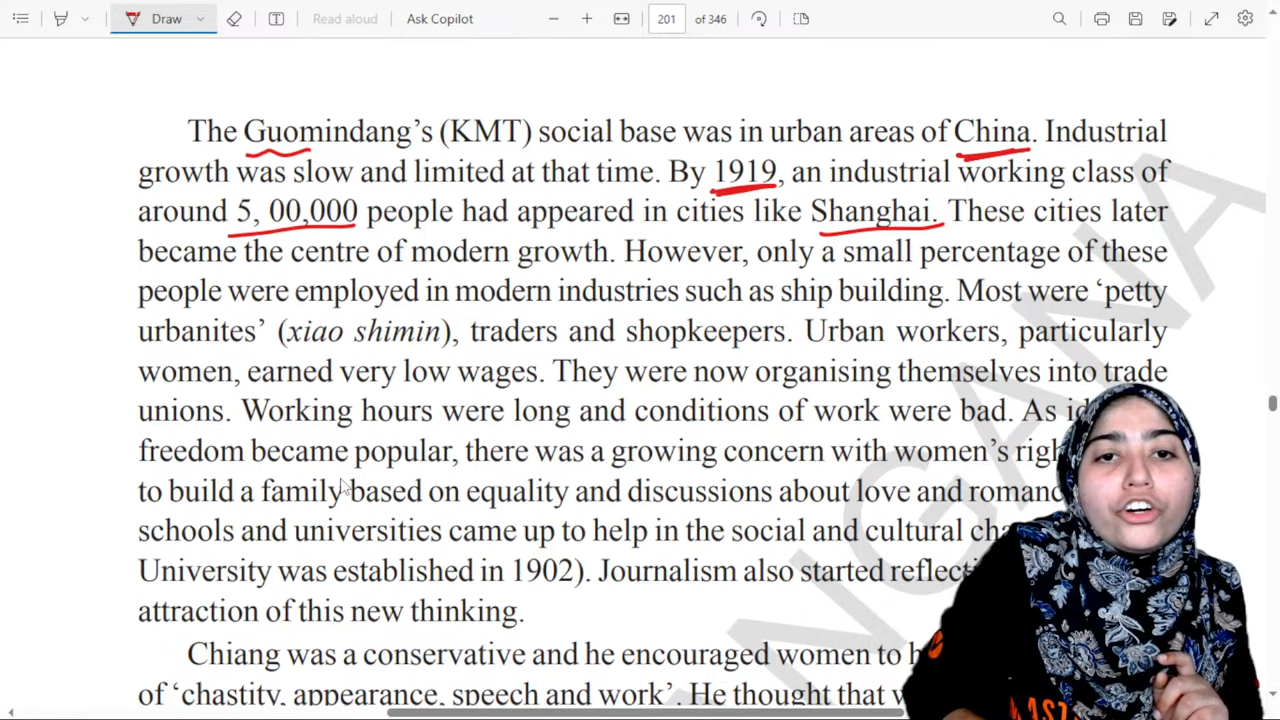 Draw
Read aloud
Ask Copilot
201 of 346
The Guomindang's (KMT) social base was in urban areas of China. Industrial
growth was slow and limited at that time. By 1919, an industrial working class of
around 5, 00,000 people had appeared in cities like Shanghai. These cities later
became the centre of modern growth. However, only a small percentage of these
people were employed in modern industries such as ship building. Most were ‘petty
urbanites’ (xiao shimin), traders and shopkeepers. Urban workers, particularly
women, earned very low wages. They were now organising themselves into trade
unions. Working hours were long and conditions of work were bad. As
freedom became popular, there was a growing concern with women’s
to build a family based on equality and discussions about love and
schools and universities came up to help in the social and cultural
University was established in 1902). Journalism also started
attraction of this new thinking.
Chiang was a conservative and he encouraged women to
of ‘chastity, appearance, speech and work’. He thought that
NGANA